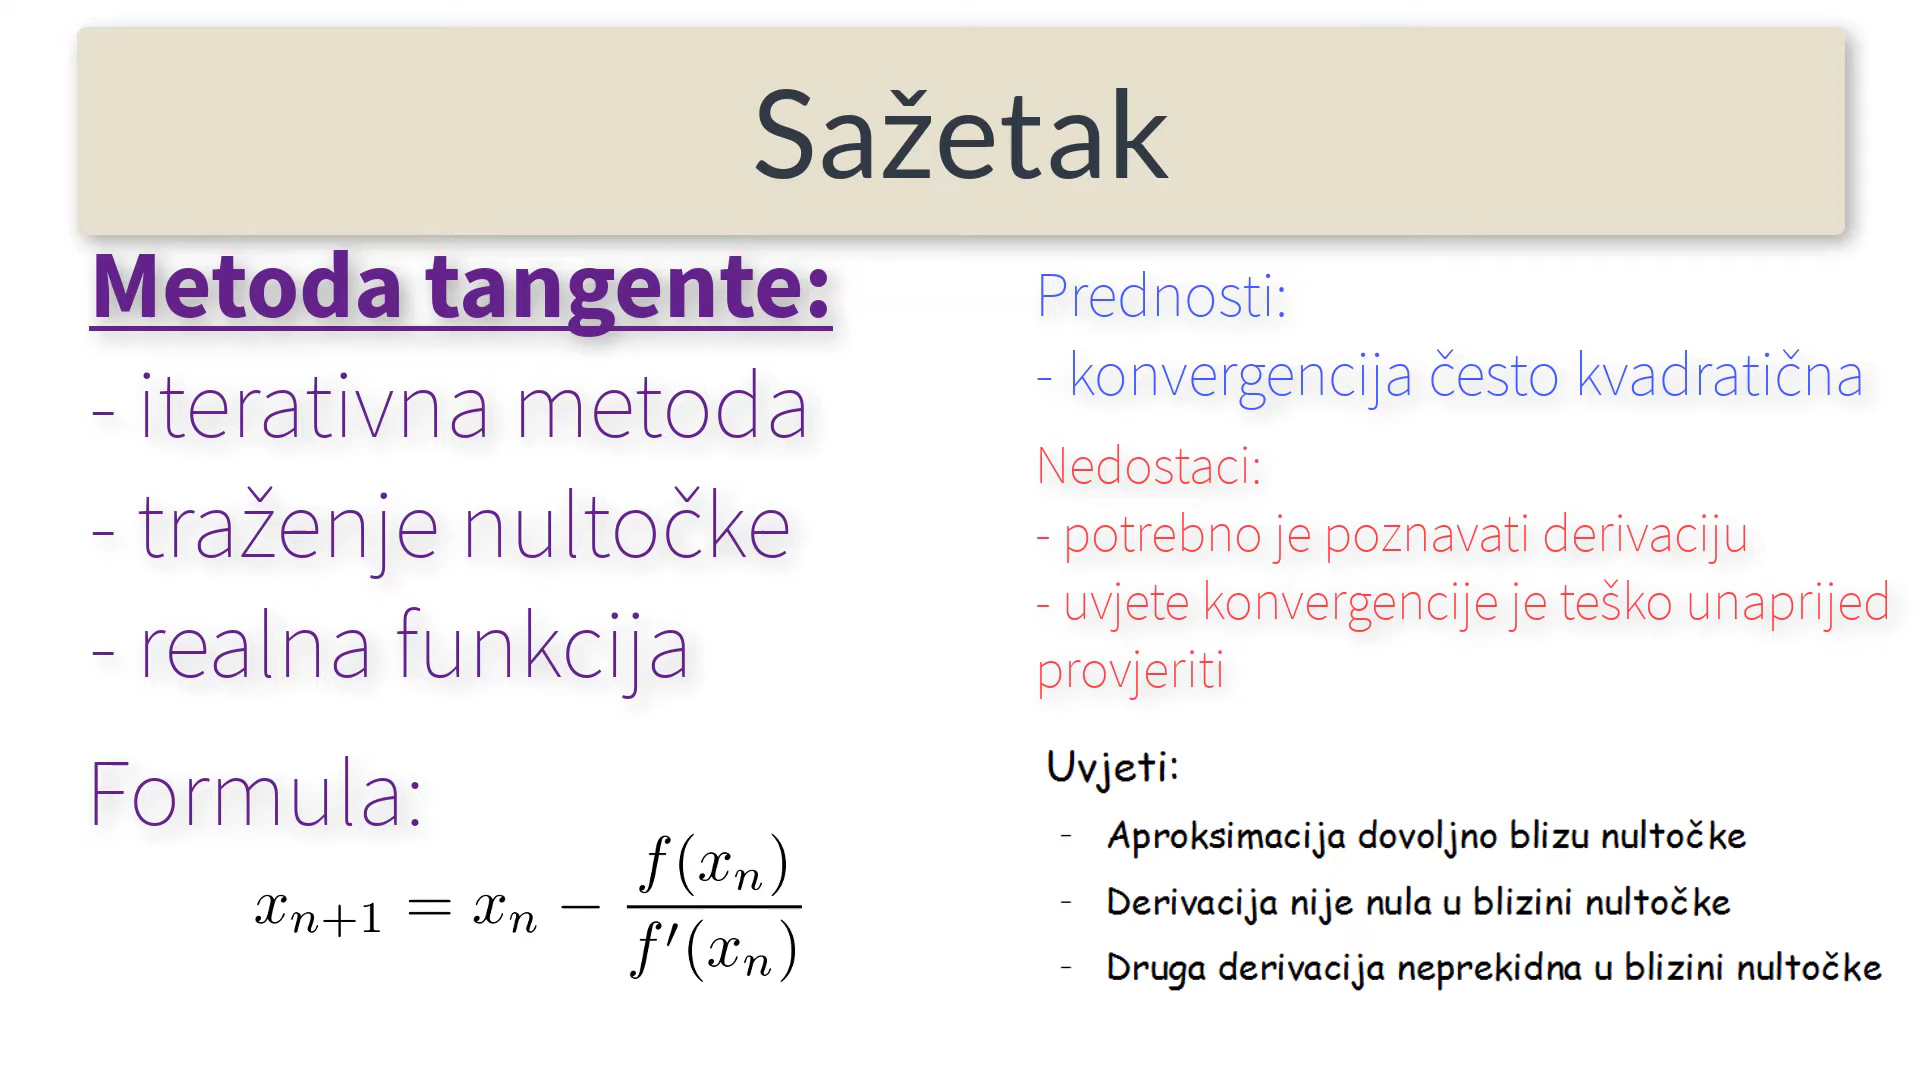 Sažetak
Metoda tangente:
- iterativna metoda
- traženje nultočke
- realna funkcija
Formula:
x_{n+1} = x_n - \frac{f(x_n)}{f'(x_n)}
Prednosti:
- konvergencija često kvadratična
Nedostaci:
- potrebno je poznavati derivaciju
- uvjete konvergencije je teško unaprijed
provjeriti
Uvjeti:
- Aproksimacija dovoljno blizu nultočke
- Derivacija nije nula u blizini nultočke
- Druga derivacija neprekidna u blizini nultočke